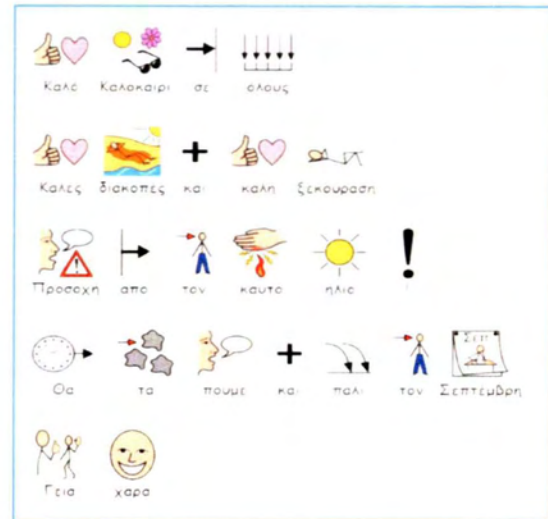 Καλό Καλοκαίρι σε όλους
Καλές διακοπές και καλή ξεκούραση
Προσοχή από τον καυτό ήλιο !
Θα τα πούμε και πάλι τον ΣΕΠ Σεπτέμβρη
Γεια χαρά